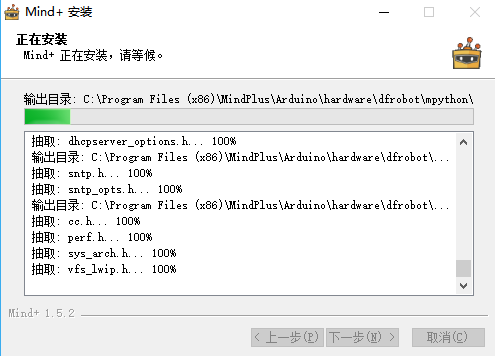 Mind+ 安装
正在安装
Mind+ 正在安装，请等候。
输出目录: C:\Program Files (x86)\MindPlus\Arduino\hardware\dfrobot\mpython\
抽取: dhcpserver_options.h... 100%
输出目录: C:\Program Files (x86)\MindPlus\Arduino\hardware\dfrobot\...
抽取: sntp.h... 100%
抽取: sntp_opts.h... 100%
输出目录: C:\Program Files (x86)\MindPlus\Arduino\hardware\dfrobot\...
抽取: cc.h... 100%
抽取: perf.h... 100%
抽取: sys_arch.h... 100%
抽取: vfs_lwip.h... 100%
Mind+ 1.5.2
< 上一步(P) 下一步(N) > 取消(C)